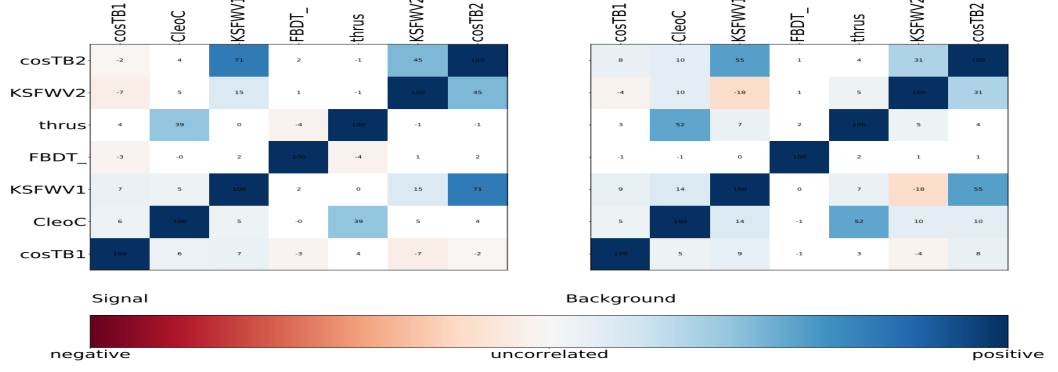 costTB1 CleoC KSFWV1 FBDT_ thrus KSFWV2 cosTB2 cosTB1 CleoC KSFWV1 FBDT_ thrus KSFWV2 cosTB2
cosTB2 -2 4 71 2 -1 45 100 8 10 55 1 4 31 100
KSFWV2 -7 5 15 1 -1 100 45 -4 10 -18 1 5 100 31
thrus 4 39 0 -4 100 -1 -1 3 52 7 2 100 5 4
FBDT_ -3 -0 2 100 -4 1 2 -1 -1 0 100 2 1 1
KSFWV1 7 5 100 2 0 15 71 9 14 100 0 7 -18 55
CleoC 6 100 5 -0 39 5 4 5 100 14 -1 52 10 10
cosTB1 100 6 7 -3 4 -7 -2 100 5 9 -1 3 -4 8
Signal Background
negative uncorrelated positive